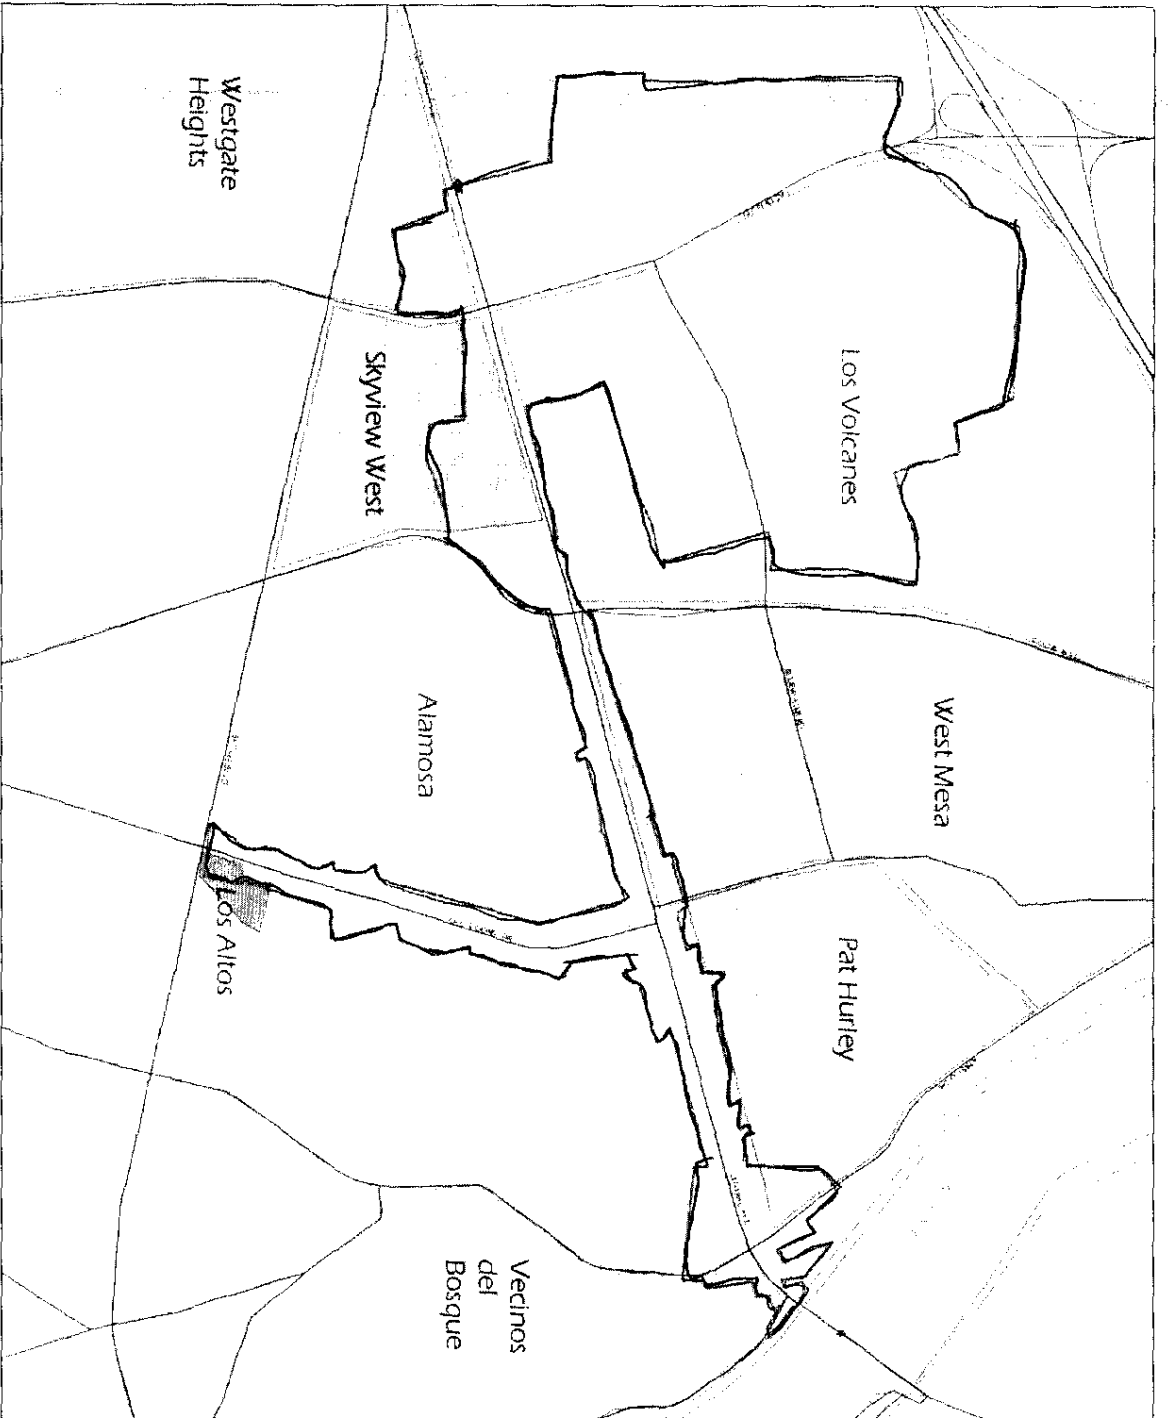 Westgate
Heights
Los Volcanes
Skyview West
West Mesa
Alamosa
Los Altos
Pat Hurley
Vecinos
del
Bosque